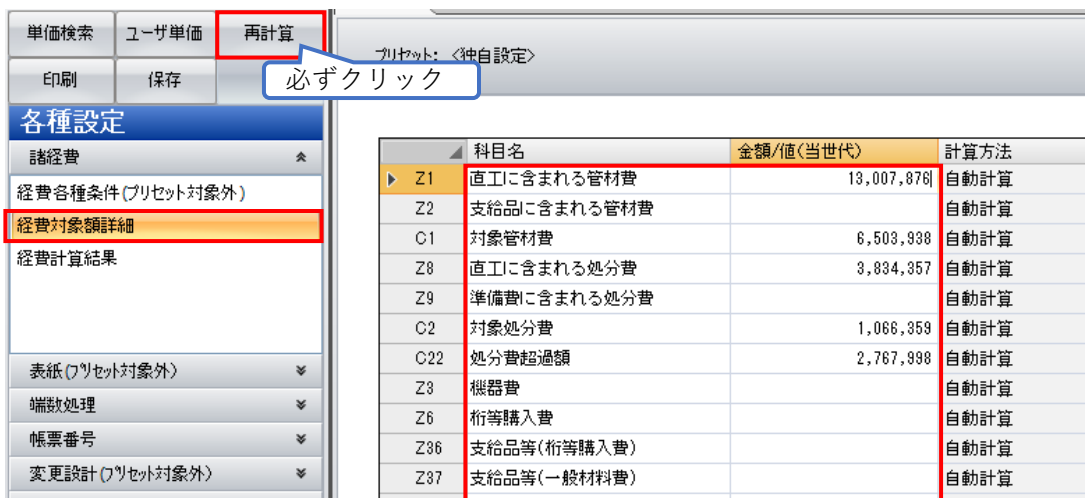 単価検索 ユーザ単価 再計算
印刷 保存
必ずクリック
各種設定
諸経費
経費各種条件(プリセット対象外)
経費対象額詳細
経費計算結果
表紙(プリセット対象外)
端数処理
帳票番号
変更設計(プリセット対象外)
プリセット: <独自設定>
科目名 金額/値(当世代) 計算方法
Z1 直工に含まれる管材費 13,007,876 自動計算
Z2 支給品に含まれる管材費 自動計算
C1 対象管材費 6,503,938 自動計算
Z8 直工に含まれる処分費 3,834,357 自動計算
Z9 準備費に含まれる処分費 自動計算
C2 対象処分費 1,066,359 自動計算
C22 処分費超過額 2,767,998 自動計算
Z3 機器費 自動計算
Z6 桁等購入費 自動計算
Z36 支給品等(桁等購入費) 自動計算
Z37 支給品等(一般材料費) 自動計算